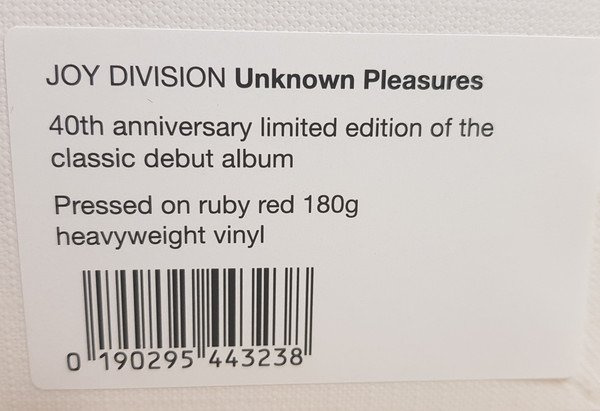 JOY DIVISION Unknown Pleasures
40th anniversary limited edition of the
classic debut album
Pressed on ruby red 180g
heavyweight vinyl
0 190295 443238